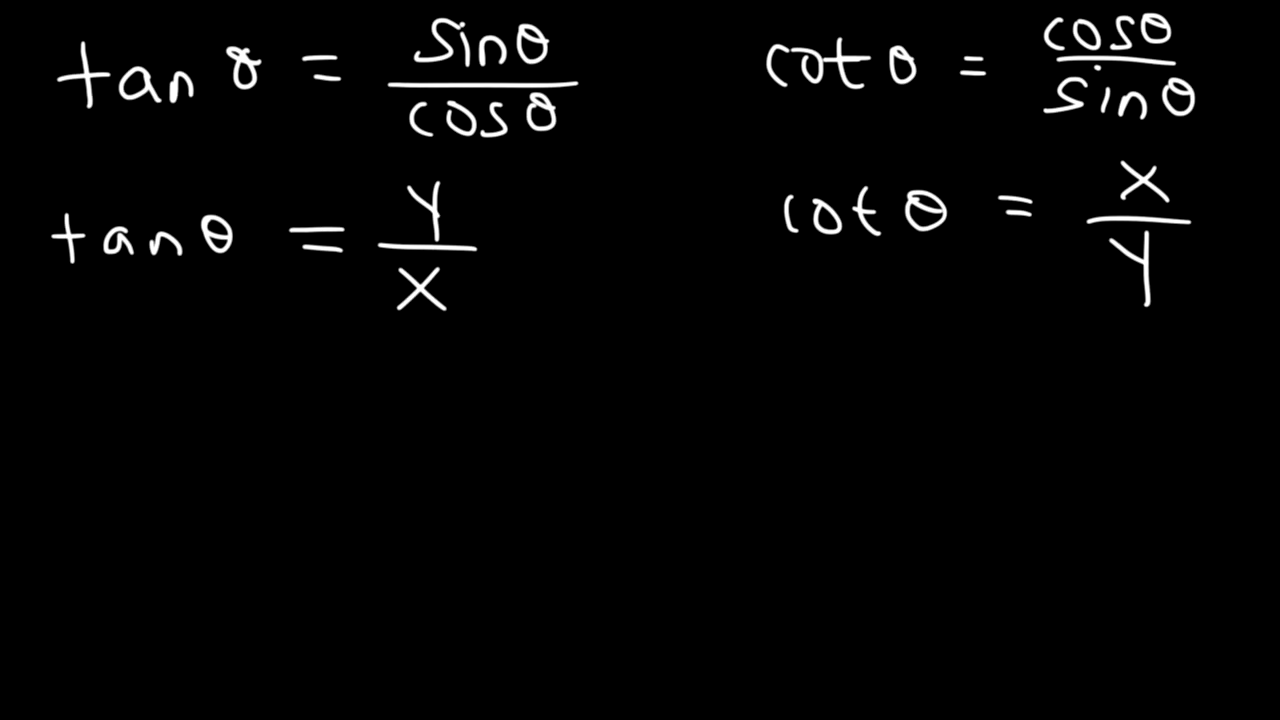 tan θ = sinθ / cosθ
cot θ = cosθ / sinθ
tan θ = y / x
cot θ = x / y